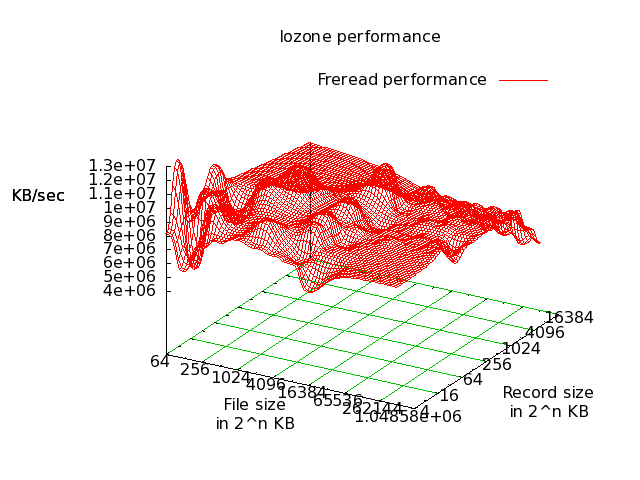 Iozone performance
Freread performance
1.3e+07
1.2e+07
1.1e+07
1e+07
9e+06
8e+06
7e+06
6e+06
5e+06
4e+06
KB/sec
64
256
1024
4096
16384
65536
262144
1.04858e+06
File size
in 2^n KB
4
16
64
256
1024
4096
16384
Record size
in 2^n KB